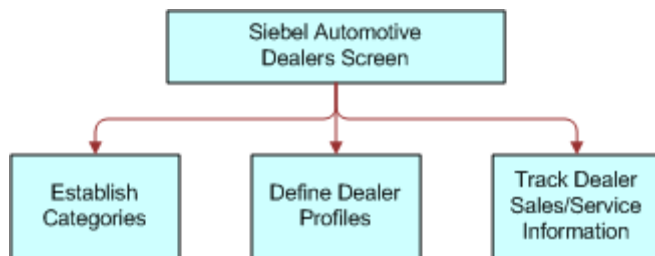 Siebel Automotive
Dealers Screen
Establish
Categories
Define Dealer
Profiles
Track Dealer
Sales/Service
Information